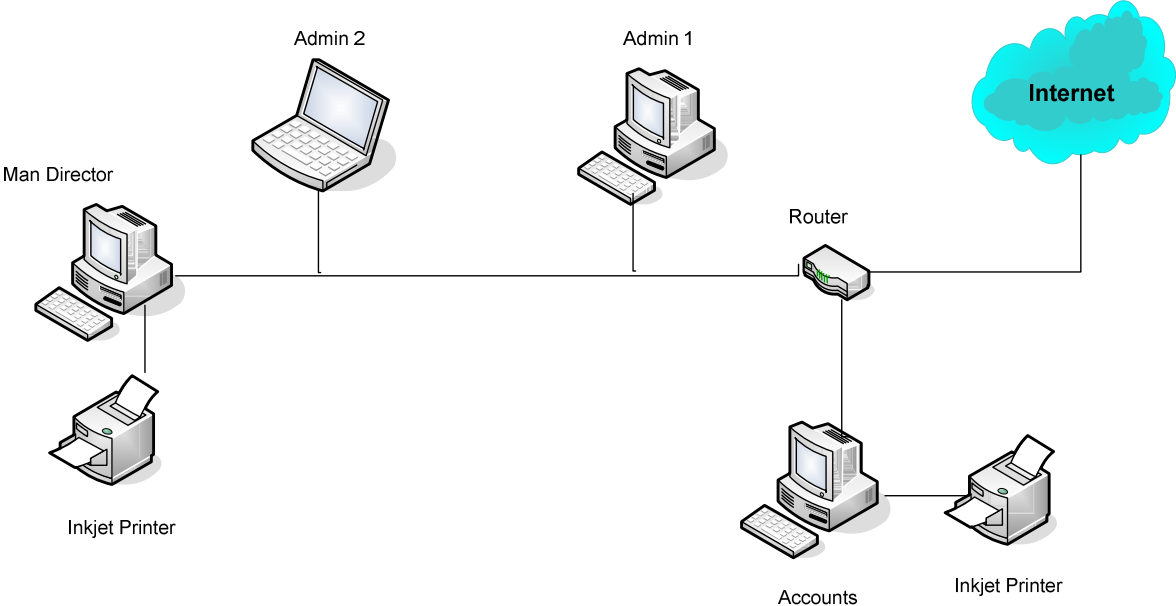 Admin 2
Admin 1
Internet
Man Director
Router
Inkjet Printer
Inkjet Printer
Accounts